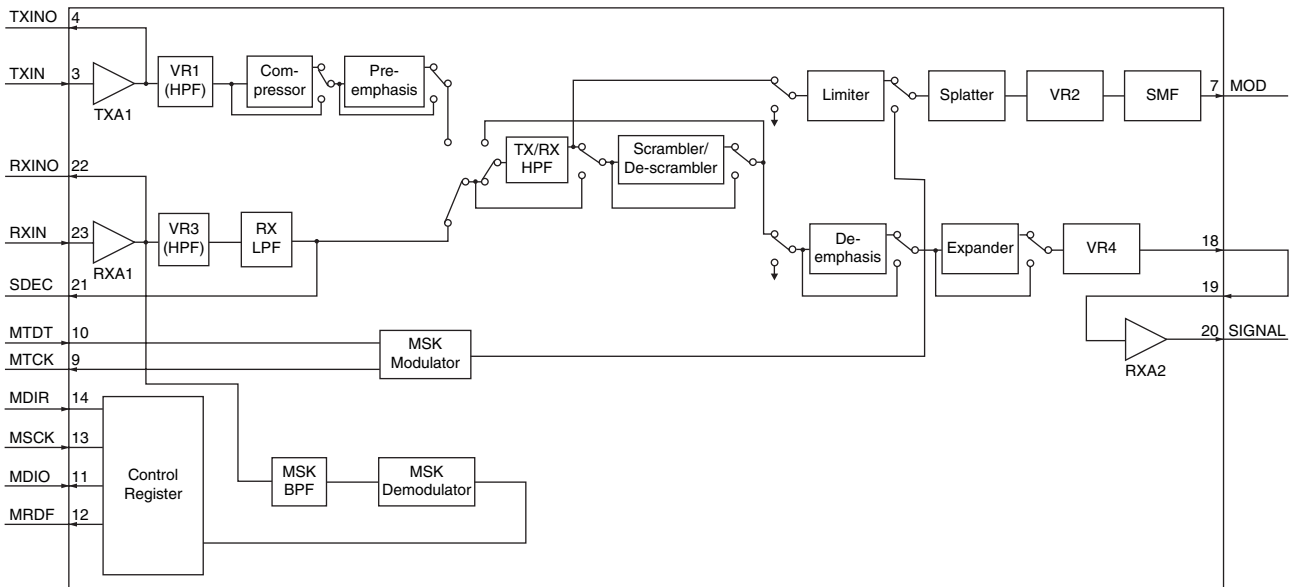 TXINO 4
TXIN 3
TXA1
VR1
(HPF)
Com-
pressor
Pre-
emphasis
Limiter
Splatter
VR2
SMF
7 MOD
RXINO 22
TX/RX
HPF
Scrambler/
De-scrambler
RXIN 23
RXA1
VR3
(HPF)
RX
LPF
De-
emphasis
Expander
VR4
18
SDEC 21
19
MTDT 10
MTCK 9
MSK
Modulator
20 SIGNAL
RXA2
MDIR 14
MSCK 13
MDIO 11
MRDF 12
Control
Register
MSK
BPF
MSK
Demodulator